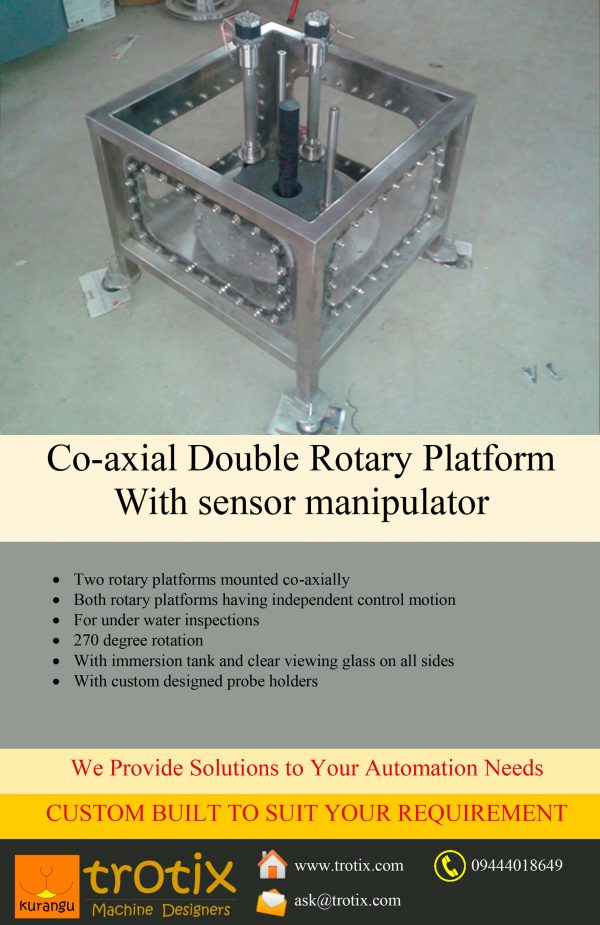 Co-axial Double Rotary Platform
With sensor manipulator
• Two rotary platforms mounted co-axially
• Both rotary platforms having independent control motion
• For under water inspections
• 270 degree rotation
• With immersion tank and clear viewing glass on all sides
• With custom designed probe holders
We Provide Solutions to Your Automation Needs
CUSTOM BUILT TO SUIT YOUR REQUIREMENT
kurangu
trotix
Machine Designers
www.trotix.com
09444018649
ask@trotix.com